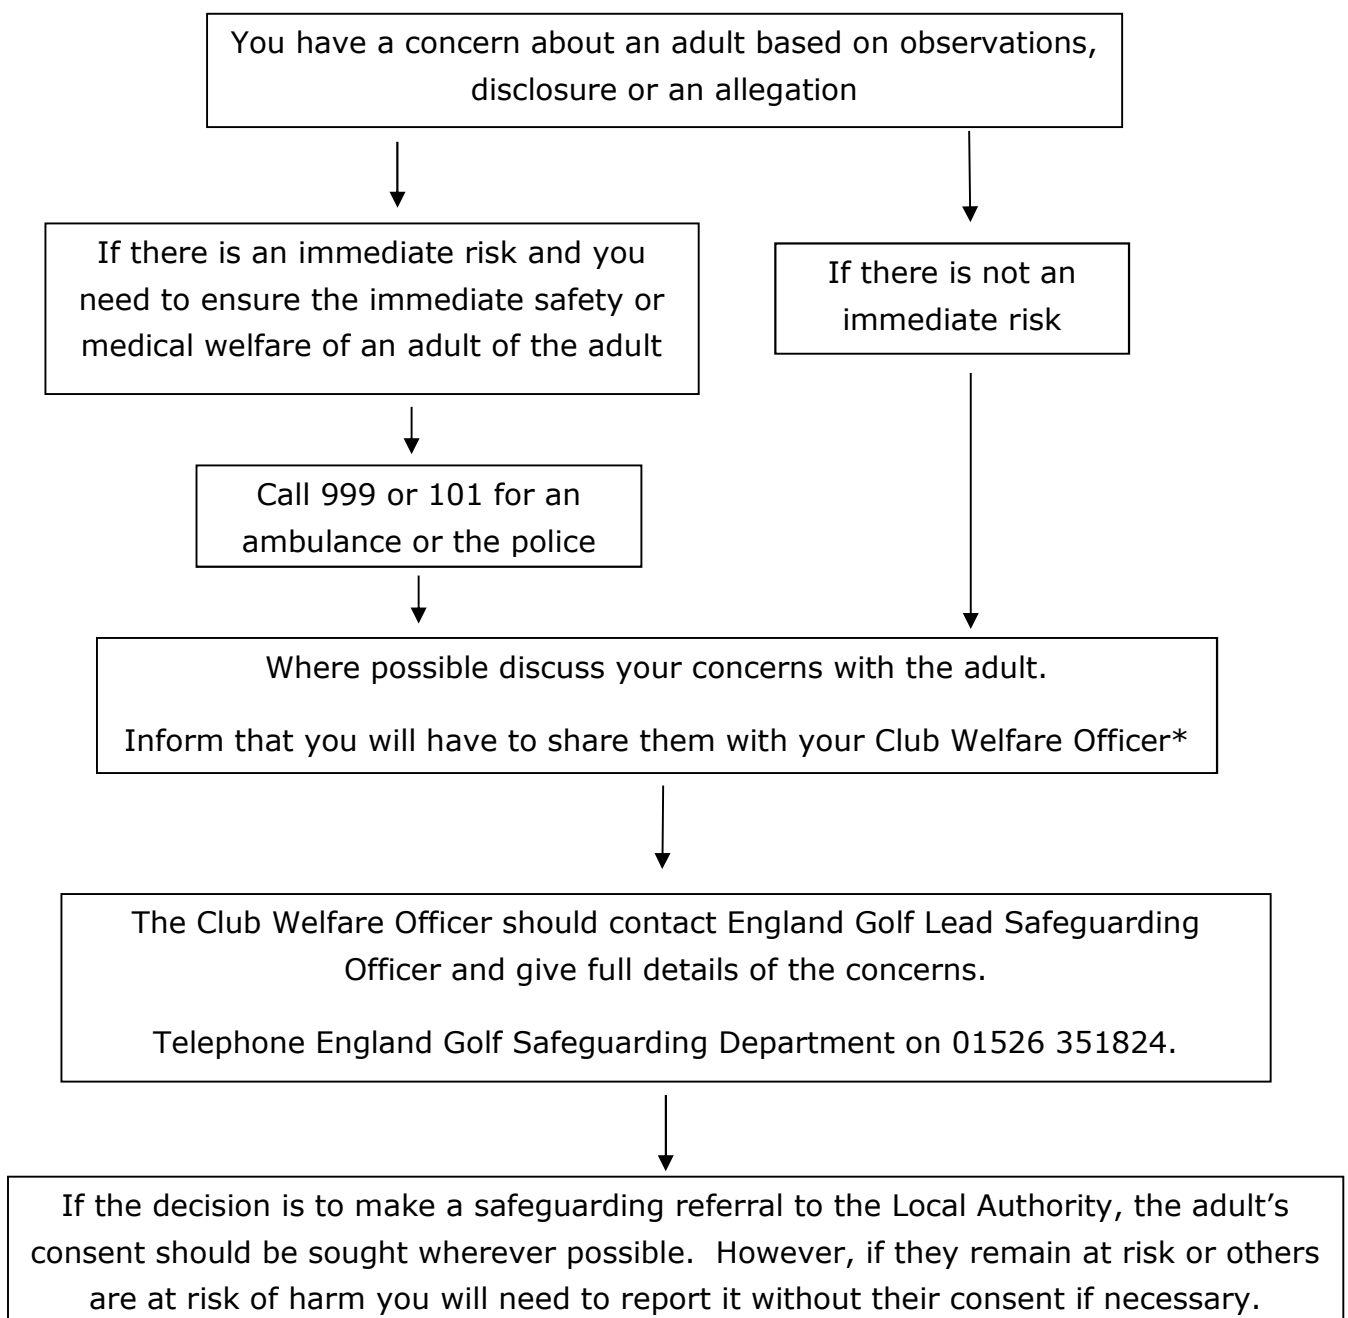 You have a concern about an adult based on observations,
disclosure or an allegation
If there is an immediate risk and you
need to ensure the immediate safety or
medical welfare of an adult of the adult
If there is not an
immediate risk
Call 999 or 101 for an
ambulance or the police
Where possible discuss your concerns with the adult.
Inform that you will have to share them with your Club Welfare Officer*
The Club Welfare Officer should contact England Golf Lead Safeguarding
Officer and give full details of the concerns.
Telephone England Golf Safeguarding Department on 01526 351824.
If the decision is to make a safeguarding referral to the Local Authority, the adult’s
consent should be sought wherever possible.  However, if they remain at risk or others
are at risk of harm you will need to report it without their consent if necessary.